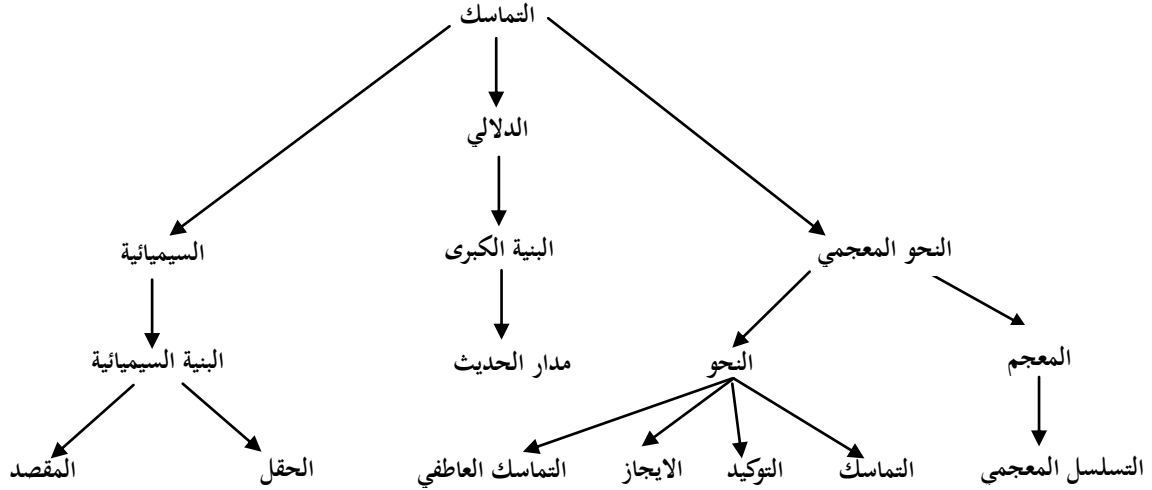 التماسك
الدلالي
النحو المعجمي
البنية الكبرى
السيميائية
المعجم
النحو
مدار الحديث
البنية السيميائية
التسلسل المعجمي
التماسك
التوكيد
الايجاز
التماسك العاطفي
الحقل
المقصد